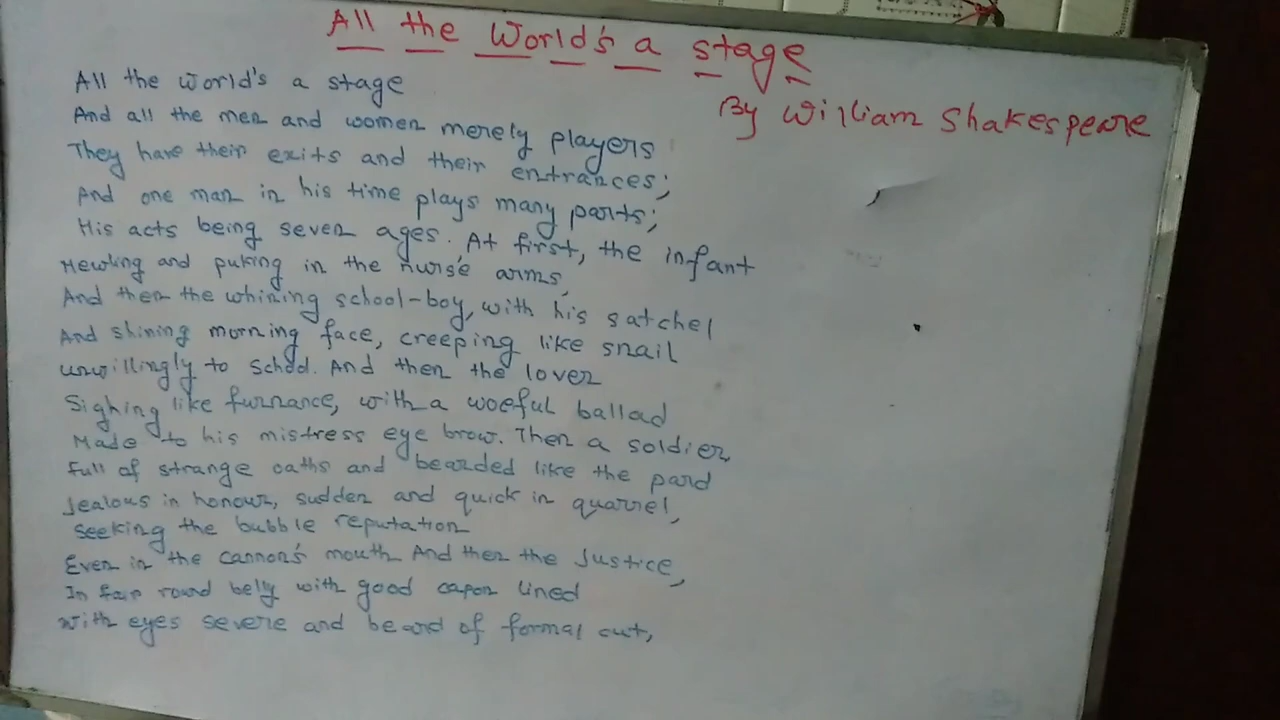 All the World's a stage
By William Shakespeare
All the world's a stage
And all the men and women merely players
They have their exits and their entrances;
And one man in his time plays many parts;
His acts being seven ages. At first, the infant
Mewling and puking in the nurse's arms,
And then the whining school-boy, with his satchel
And shining morning face, creeping like snail
unwillingly to school. And then the lover
Sighing like furnance, with a woeful ballad
Made to his mistress eye brow. Then a soldier,
Full of strange oaths and bearded like the pard
Jealous in honour, sudden and quick in quarrel,
seeking the bubble reputation
Even in the cannon's mouth And then the Justice,
In fair round belly with good capon lined
with eyes severe and beard of formal cut,